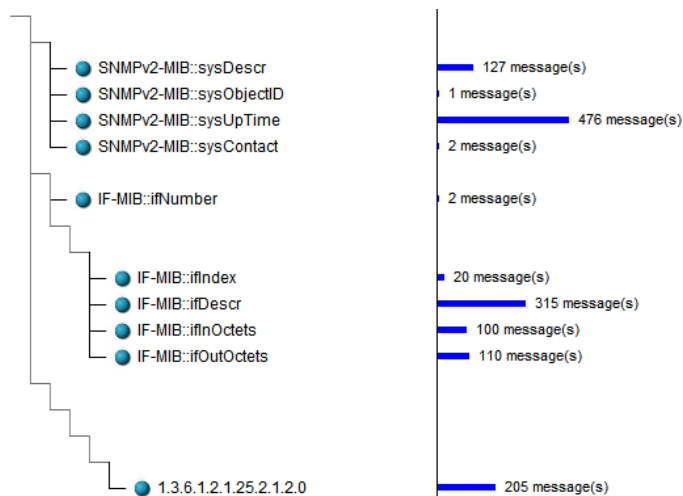 SNMPv2-MIB::sysDescr 127 message(s)
SNMPv2-MIB::sysObjectID 1 message(s)
SNMPv2-MIB::sysUpTime 476 message(s)
SNMPv2-MIB::sysContact 2 message(s)
IF-MIB::ifNumber 2 message(s)
IF-MIB::ifIndex 20 message(s)
IF-MIB::ifDescr 315 message(s)
IF-MIB::ifInOctets 100 message(s)
IF-MIB::ifOutOctets 110 message(s)
1.3.6.1.2.1.25.2.1.2.0 205 message(s)